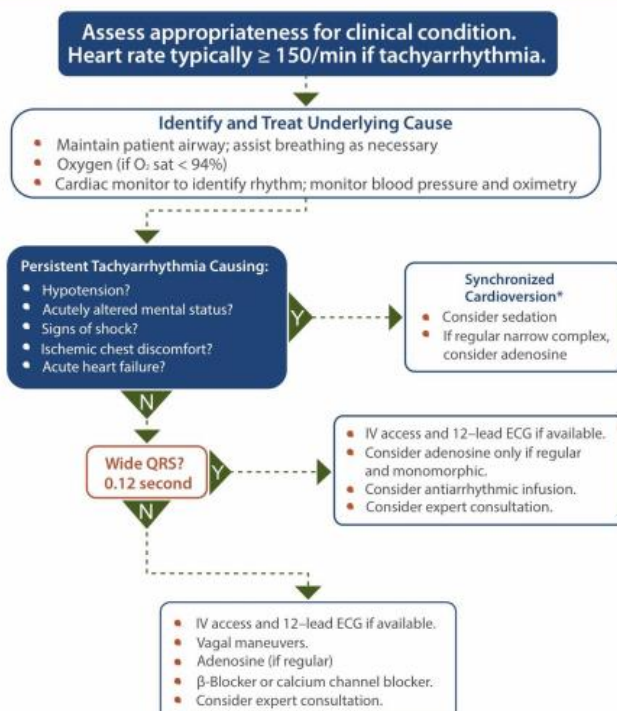 Assess appropriateness for clinical condition.
Heart rate typically ≥ 150/min if tachyarrhythmia.
Identify and Treat Underlying Cause
• Maintain patient airway; assist breathing as necessary
• Oxygen (if O₂ sat < 94%)
• Cardiac monitor to identify rhythm; monitor blood pressure and oximetry
Persistent Tachyarrhythmia Causing:
• Hypotension?
• Acutely altered mental status?
• Signs of shock?
• Ischemic chest discomfort?
• Acute heart failure?
Y
Synchronized
Cardioversion*
• Consider sedation
• If regular narrow complex,
consider adenosine
N
Wide QRS?
0.12 second
Y
• IV access and 12–lead ECG if available.
• Consider adenosine only if regular
and monomorphic.
• Consider antiarrhythmic infusion.
• Consider expert consultation.
N
• IV access and 12–lead ECG if available.
• Vagal maneuvers.
• Adenosine (if regular)
• β-Blocker or calcium channel blocker.
• Consider expert consultation.